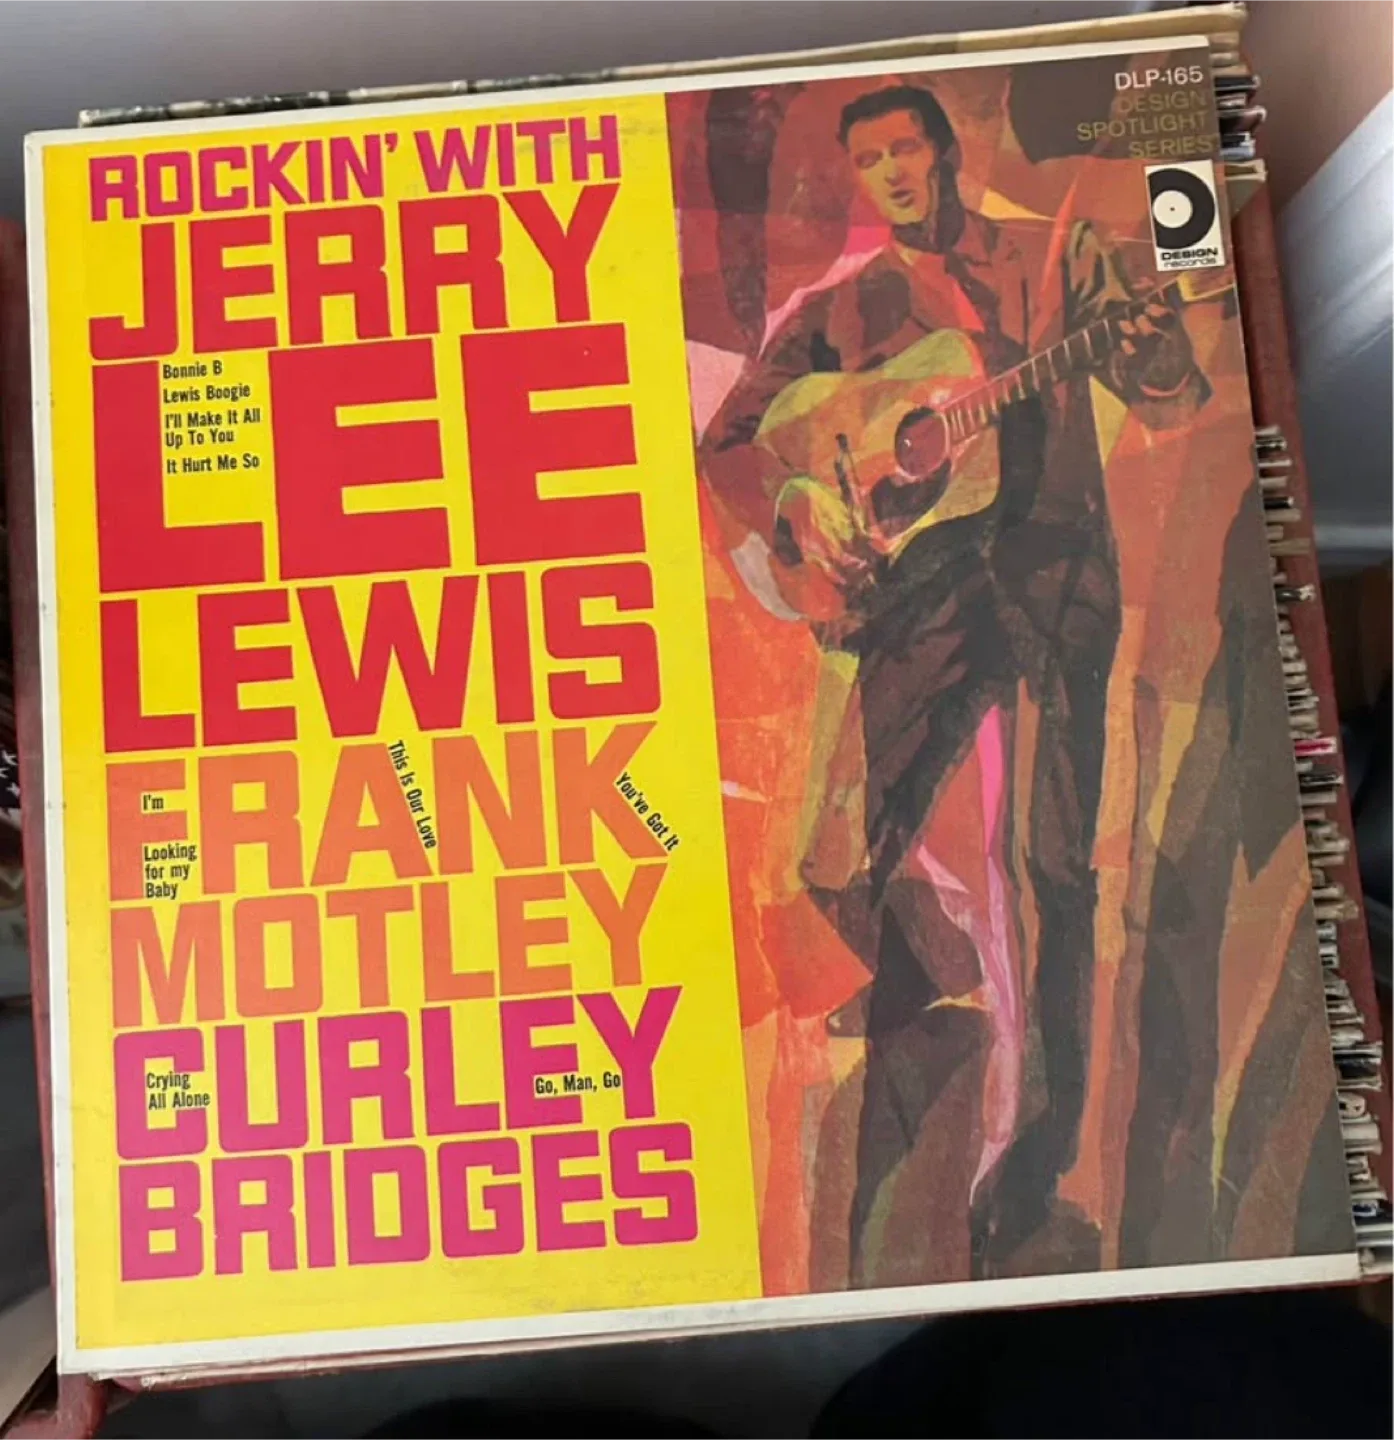 DLP-165
DESIGN
SPOTLIGHT
SERIES
DESIGN
records
ROCKIN' WITH
JERRY
LEE
Bonnie B
Lewis Boogie
I'll Make It All
Up To You
It Hurt Me So
LEWIS
FRANK
I'm
Looking
for my
Baby
This Is Our Love
You've Got It
MOTLEY
CURLEY
Crying
All Alone
Go, Man, Go
BRIDGES